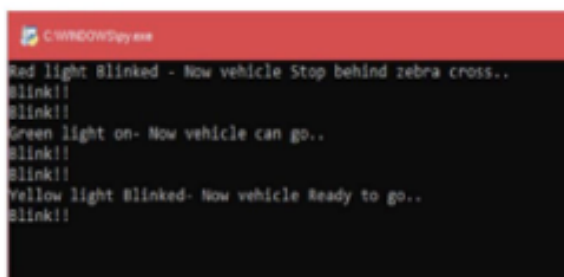 C:\WINDOWS\py.exe
Red light Blinked - Now vehicle Stop behind zebra cross..
Blink!!
Blink!!
Green light on- Now vehicle can go..
Blink!!
Blink!!
Yellow light Blinked- Now vehicle Ready to go..
Blink!!